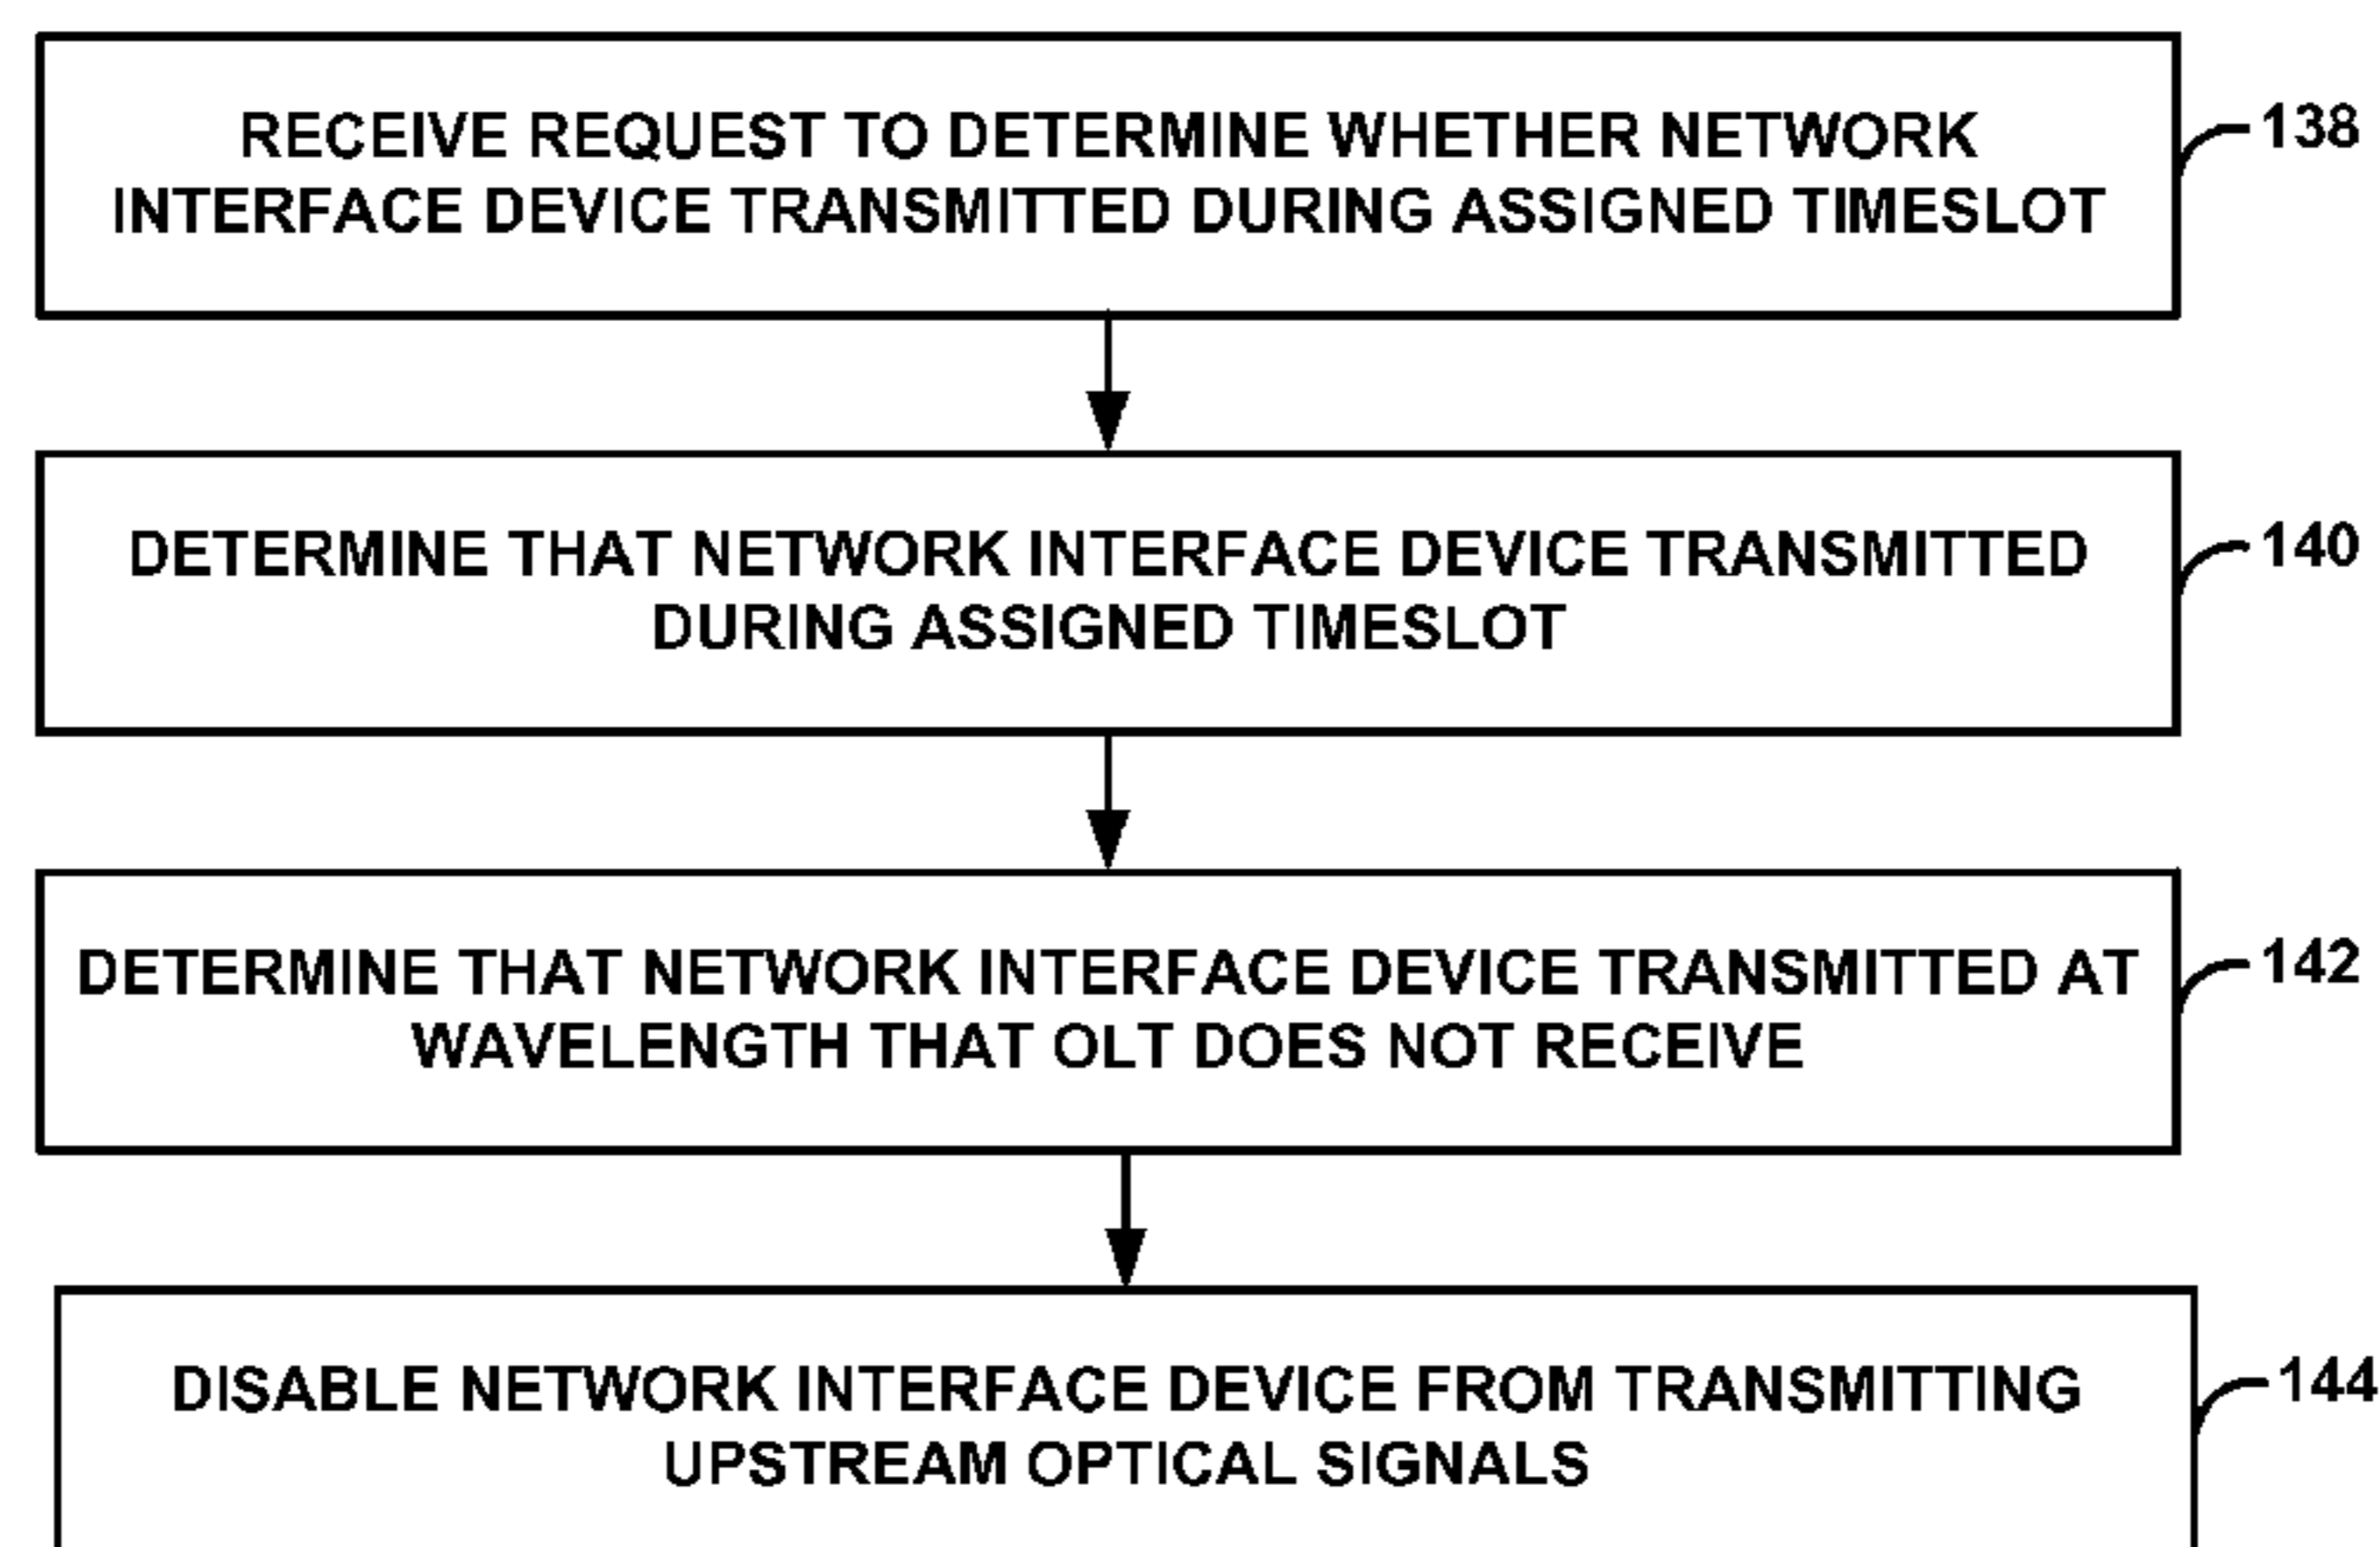 RECEIVE REQUEST TO DETERMINE WHETHER NETWORK
INTERFACE DEVICE TRANSMITTED DURING ASSIGNED TIMESLOT
138
DETERMINE THAT NETWORK INTERFACE DEVICE TRANSMITTED
DURING ASSIGNED TIMESLOT
140
DETERMINE THAT NETWORK INTERFACE DEVICE TRANSMITTED AT
WAVELENGTH THAT OLT DOES NOT RECEIVE
142
DISABLE NETWORK INTERFACE DEVICE FROM TRANSMITTING
UPSTREAM OPTICAL SIGNALS
144